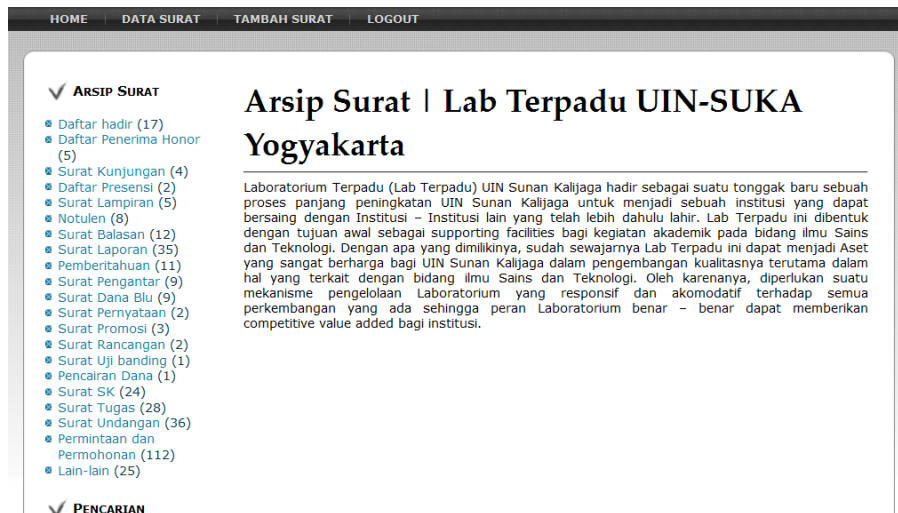 HOME DATA SURAT TAMBAH SURAT LOGOUT
ARSIP SURAT
Daftar hadir (17)
Daftar Penerima Honor
(5)
Surat Kunjungan (4)
Daftar Presensi (2)
Surat Lampiran (5)
Notulen (8)
Surat Balasan (12)
Surat Laporan (35)
Pemberitahuan (11)
Surat Pengantar (9)
Surat Dana Blu (9)
Surat Pernyataan (2)
Surat Promosi (3)
Surat Rancangan (2)
Surat Uji banding (1)
Pencairan Dana (1)
Surat SK (24)
Surat Tugas (28)
Surat Undangan (36)
Permintaan dan
Permohonan (112)
Lain-lain (25)
PENCARIAN
Arsip Surat | Lab Terpadu UIN-SUKA
Yogyakarta
Laboratorium Terpadu (Lab Terpadu) UIN Sunan Kalijaga hadir sebagai suatu tonggak baru sebuah
proses panjang peningkatan UIN Sunan Kalijaga untuk menjadi sebuah institusi yang dapat
bersaing dengan Institusi – Institusi lain yang telah lebih dahulu lahir. Lab Terpadu ini dibentuk
dengan tujuan awal sebagai supporting facilities bagi kegiatan akademik pada bidang ilmu Sains
dan Teknologi. Dengan apa yang dimilikinya, sudah sewajarnya Lab Terpadu ini dapat menjadi Aset
yang sangat berharga bagi UIN Sunan Kalijaga dalam pengembangan kualitasnya terutama dalam
hal yang terkait dengan bidang ilmu Sains dan Teknologi. Oleh karenanya, diperlukan suatu
mekanisme pengelolaan Laboratorium yang responsif dan akomodatif terhadap semua
perkembangan yang ada sehingga peran Laboratorium benar – benar dapat memberikan
competitive value added bagi institusi.